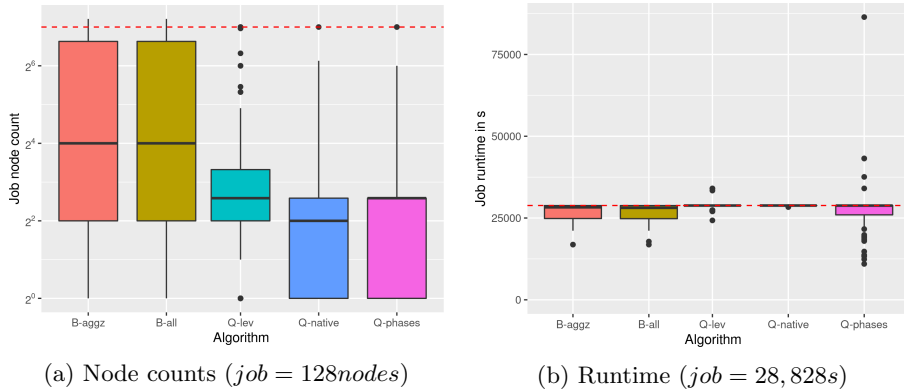 Job node count
2^6
2^4
2^2
2^0
B-aggz B-all Q-lev Q-native Q-phases
Algorithm
(a) Node counts (job = 128nodes)
Job runtime in s
75000
50000
25000
0
B-aggz B-all Q-lev Q-native Q-phases
Algorithm
(b) Runtime (job = 28, 828s)